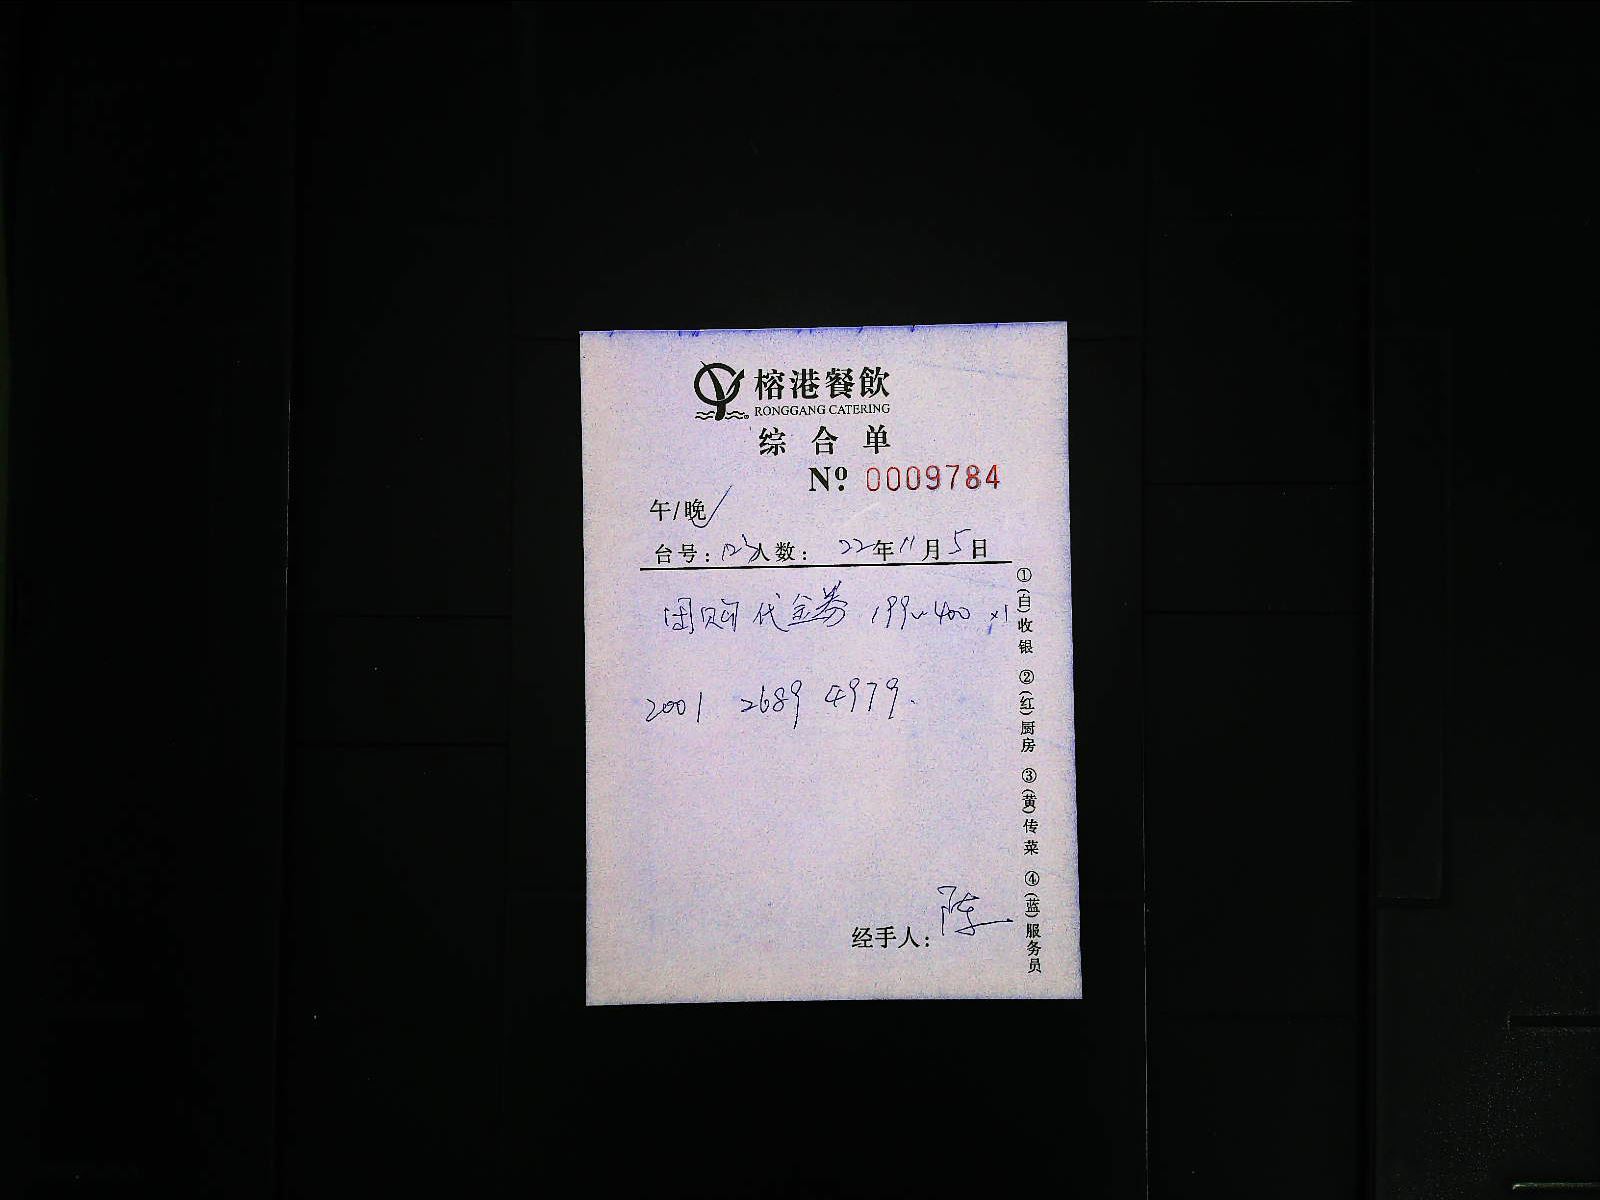 榕港餐飲
RONGGANG CATERING
综合单
Nº 0009784
午/晚
台号: 123 人数: 22年11月5日
团购代金券 199~400 ×1
2001 2689 4979.
经手人: 陈
①(白)收银 ②(红)厨房 ③(黄)传菜 ④(蓝)服务员